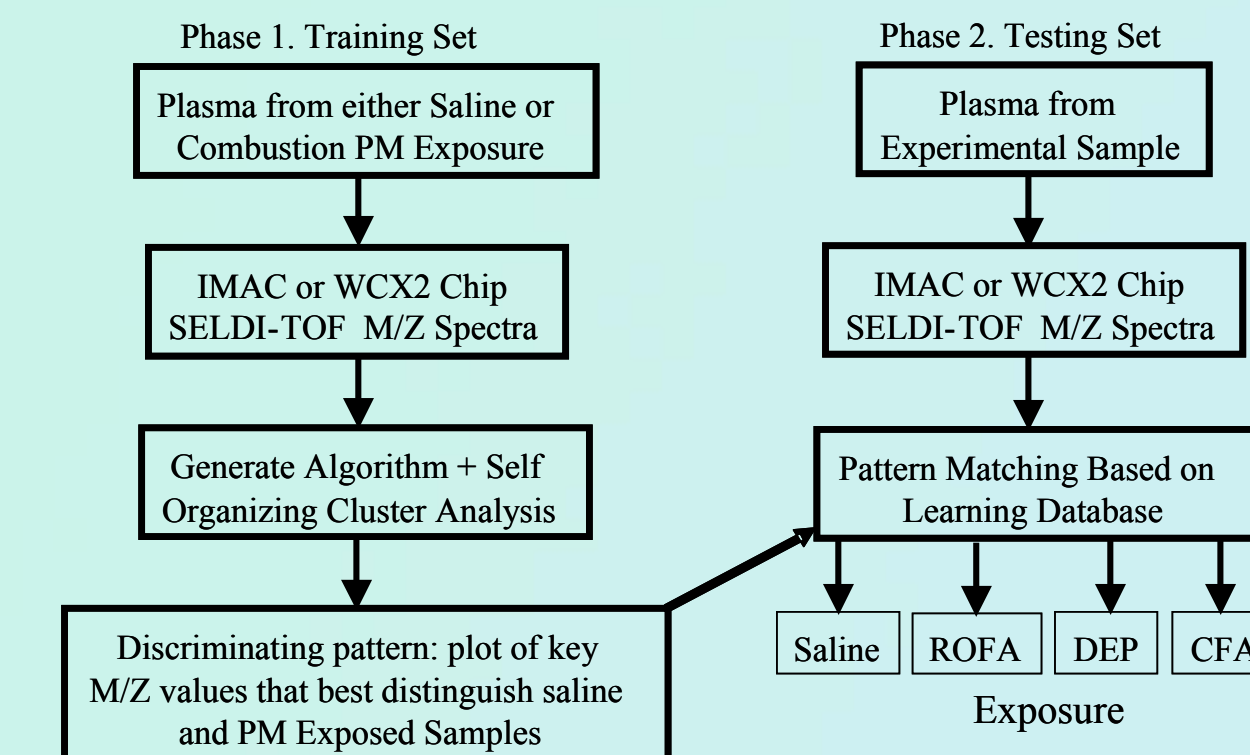 Phase 1. Training Set
Plasma from either Saline or
Combustion PM Exposure
IMAC or WCX2 Chip
SELDI-TOF M/Z Spectra
Generate Algorithm + Self
Organizing Cluster Analysis
Discriminating pattern: plot of key
M/Z values that best distinguish saline
and PM Exposed Samples
Phase 2. Testing Set
Plasma from
Experimental Sample
IMAC or WCX2 Chip
SELDI-TOF M/Z Spectra
Pattern Matching Based on
Learning Database
Saline
ROFA
DEP
CFA
Exposure